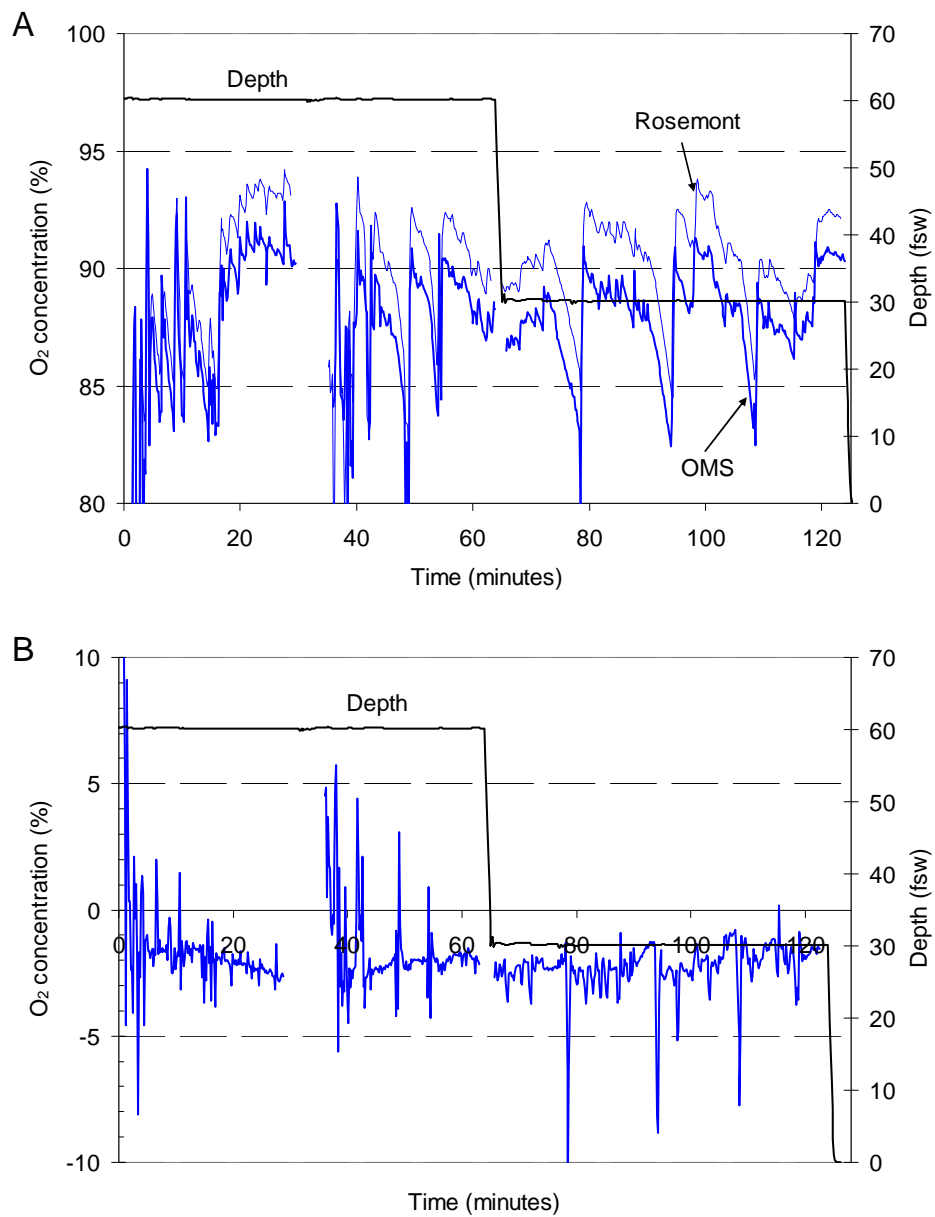 A
Depth
Rosemont
OMS
O₂ concentration (%)
100
95
90
85
80
70
60
50
40
30
20
10
0
Depth (fsw)
0 20 40 60 80 100 120
Time (minutes)
B
Depth
O₂ concentration (%)
10
5
0
-5
-10
70
60
50
40
30
20
10
0
Depth (fsw)
0 20 40 60 80 100 120
Time (minutes)